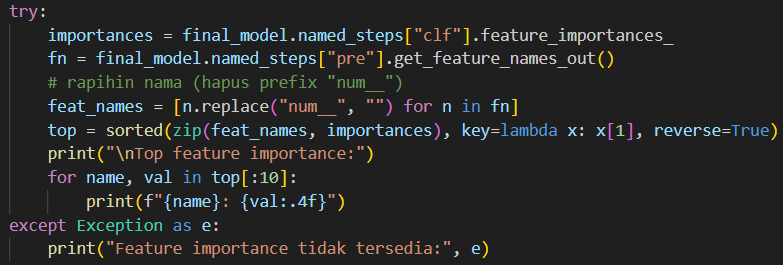 try:
    importances = final_model.named_steps["clf"].feature_importances_
    fn = final_model.named_steps["pre"].get_feature_names_out()
    # rapihin nama (hapus prefix "num__")
    feat_names = [n.replace("num__", "") for n in fn]
    top = sorted(zip(feat_names, importances), key=lambda x: x[1], reverse=True)
    print("\nTop feature importance:")
    for name, val in top[:10]:
        print(f"{name}: {val:.4f}")
except Exception as e:
    print("Feature importance tidak tersedia:", e)